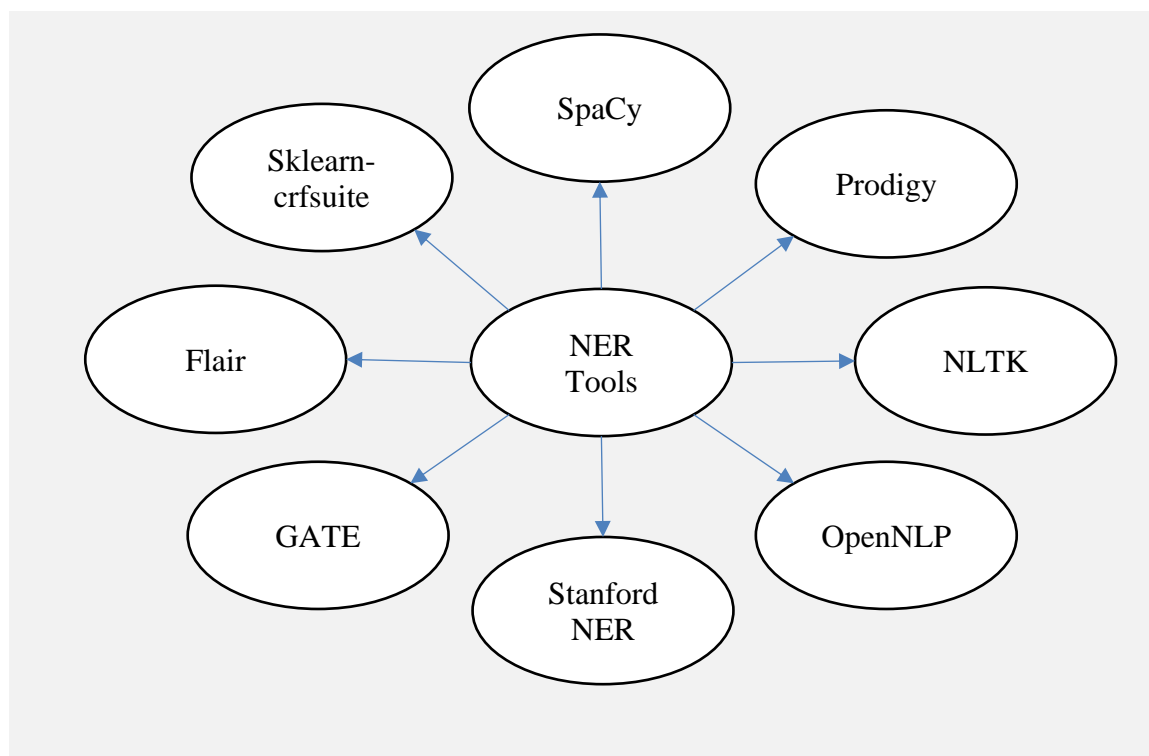 SpaCy
Sklearn-
crfsuite
Prodigy
Flair
NER
Tools
NLTK
GATE
OpenNLP
Stanford
NER